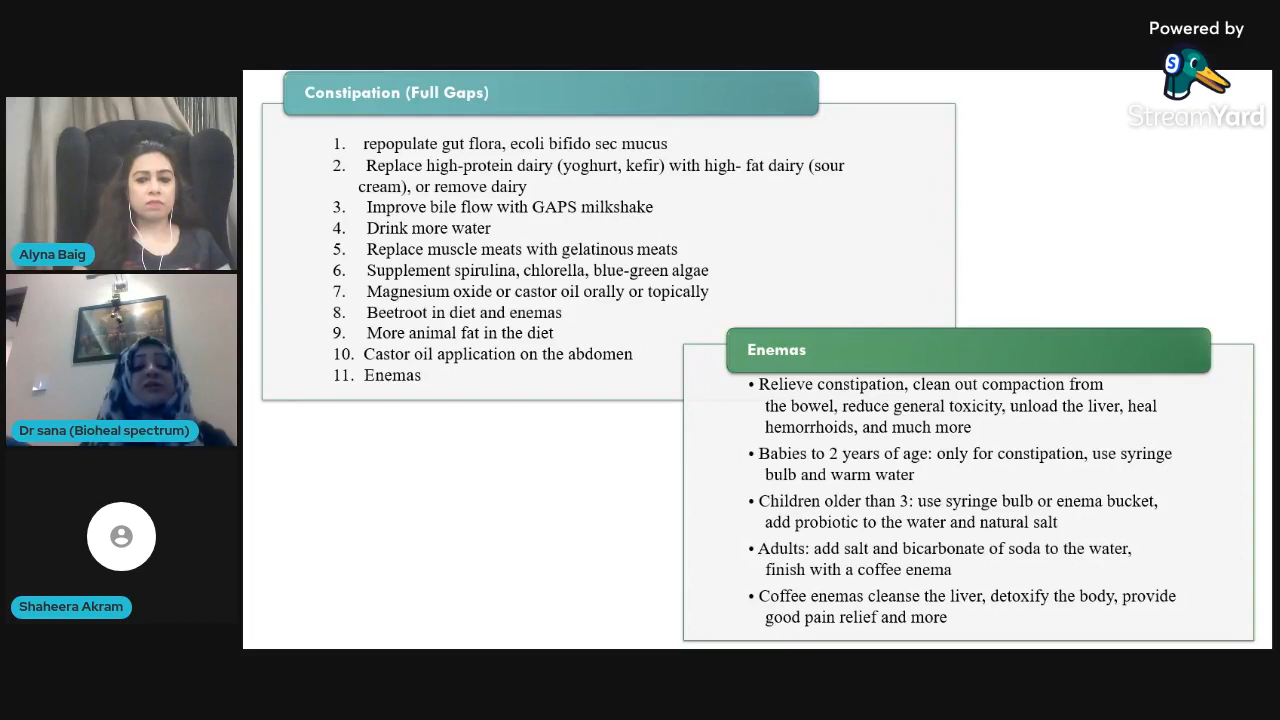 Powered by
StreamYard
Alyna Baig
Dr sana (Bioheal spectrum)
Shaheera Akram
Constipation (Full Gaps)
1. repopulate gut flora, ecoli bifido sec mucus
2. Replace high-protein dairy (yoghurt, kefir) with high- fat dairy (sour
cream), or remove dairy
3. Improve bile flow with GAPS milkshake
4. Drink more water
5. Replace muscle meats with gelatinous meats
6. Supplement spirulina, chlorella, blue-green algae
7. Magnesium oxide or castor oil orally or topically
8. Beetroot in diet and enemas
9. More animal fat in the diet
10. Castor oil application on the abdomen
11. Enemas
Enemas
• Relieve constipation, clean out compaction from
the bowel, reduce general toxicity, unload the liver, heal
hemorrhoids, and much more
• Babies to 2 years of age: only for constipation, use syringe
bulb and warm water
• Children older than 3: use syringe bulb or enema bucket,
add probiotic to the water and natural salt
• Adults: add salt and bicarbonate of soda to the water,
finish with a coffee enema
• Coffee enemas cleanse the liver, detoxify the body, provide
good pain relief and more